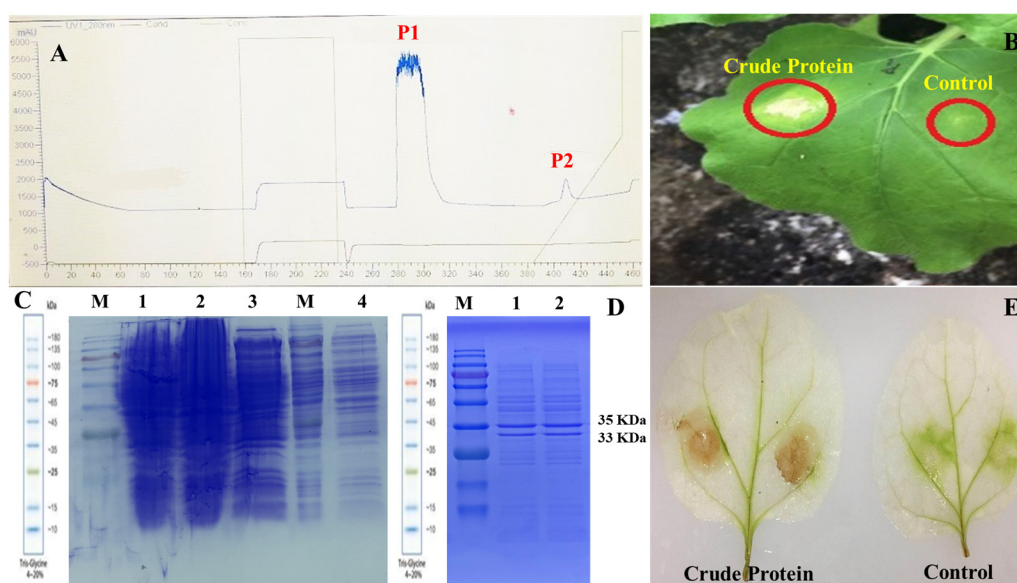 UV1_280nm Cond Conc
mAU
A
P1
P2
6000
5500
5000
4500
4000
3500
3000
2500
2000
1500
1000
500
0
-500
0 20 40 60 80 100 120 140 160 180 200 220 240 260 280 300 320 340 360 380 400 420 440 460
B
Crude Protein
Control
C
M 1 2 3 M 4
kDa
~180
~135
~100
~75
~65
~45
~35
~25
~15
~10
Tris-Glycine
4~20%
D
M 1 2
kDa
~180
~135
~100
~75
~65
~45
~35
~25
~15
~10
Tris-Glycine
4~20%
35 KDa
33 KDa
E
Crude Protein
Control